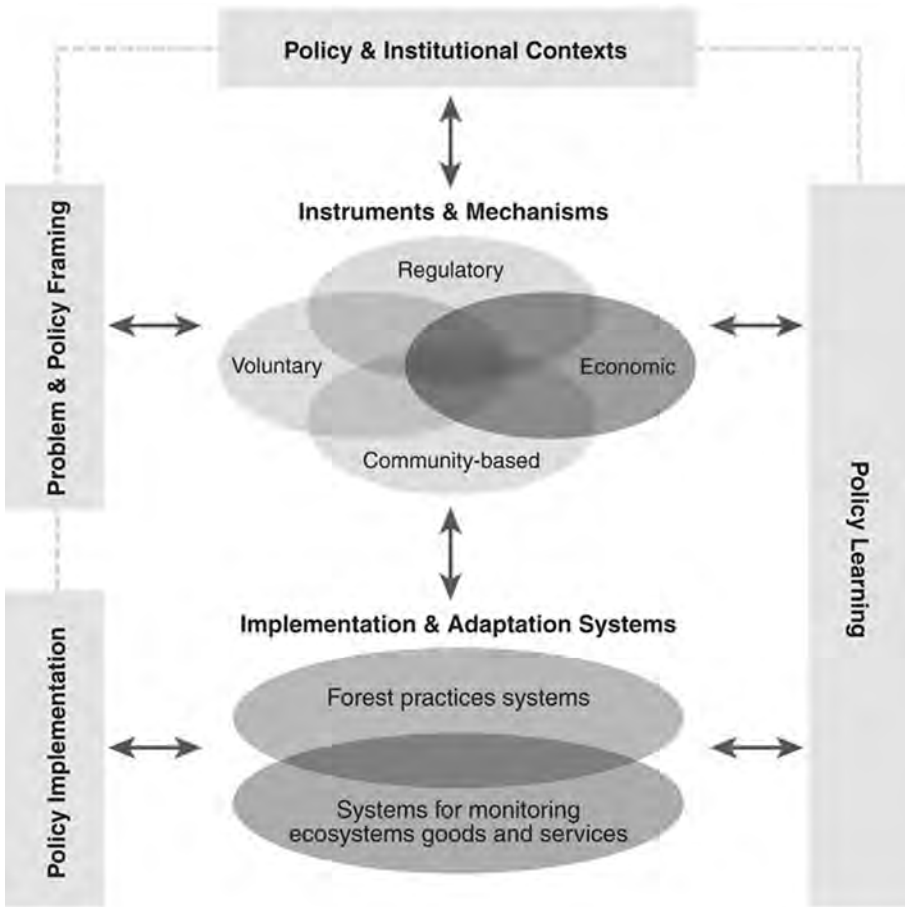 Policy & Institutional Contexts
Problem & Policy Framing
Instruments & Mechanisms
Regulatory
Voluntary
Economic
Community-based
Policy Learning
Policy Implementation
Implementation & Adaptation Systems
Forest practices systems
Systems for monitoring
ecosystems goods and services